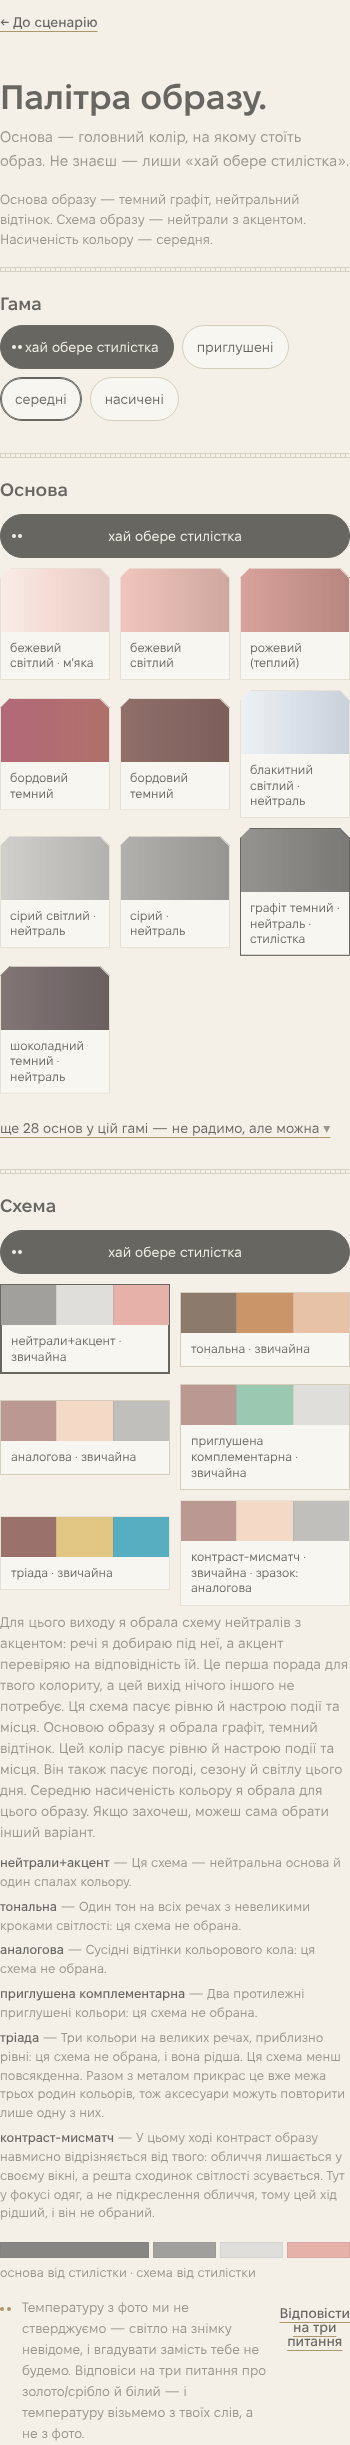 ← До сценарію
Палітра образу.
Основа — головний колір, на якому стоїть
образ. Не знаєш — лиши «хай обере стилістка».
Основа образу — темний графіт, нейтральний
відтінок. Схема образу — нейтрали з акцентом.
Насиченість кольору — середня.
Гама
хай обере стилістка
приглушені
середні
насичені
Основа
хай обере стилістка
бежевий
світлий · м'яка
бежевий
світлий
рожевий
(теплий)
бордовий
темний
бордовий
темний
блакитний
світлий ·
нейтраль
сірий світлий ·
нейтраль
сірий ·
нейтраль
графіт темний ·
нейтраль ·
стилістка
шоколадний
темний ·
нейтраль
ще 28 основ у цій гамі — не радимо, але можна ▾
Схема
хай обере стилістка
нейтрали+акцент ·
звичайна
тональна · звичайна
аналогова · звичайна
приглушена
комплементарна ·
звичайна
тріада · звичайна
контраст-мисматч ·
звичайна · зразок:
аналогова
Для цього виходу я обрала схему нейтралів з
акцентом: речі я добираю під неї, а акцент
перевіряю на відповідність їй. Це перша порада для
твого колориту, а цей вихід нічого іншого не
потребує. Ця схема пасує рівню й настрою події та
місця. Основою образу я обрала графіт, темний
відтінок. Цей колір пасує рівню й настрою події та
місця. Він також пасує погоді, сезону й світлу цього
дня. Середню насиченість кольору я обрала для
цього образу. Якщо захочеш, можеш сама обрати
інший варіант.
нейтрали+акцент — Ця схема — нейтральна основа й
один спалах кольору.
тональна — Один тон на всіх речах з невеликими
кроками світлості: ця схема не обрана.
аналогова — Сусідні відтінки кольорового кола: ця
схема не обрана.
приглушена комплементарна — Два протилежні
приглушені кольори: ця схема не обрана.
тріада — Три кольори на великих речах, приблизно
рівні: ця схема не обрана, і вона рідша. Ця схема менш
повсякденна. Разом з металом прикрас це вже межа
трьох родин кольорів, тож аксесуари можуть повторити
лише одну з них.
контраст-мисматч — У цьому ході контраст образу
навмисно відрізняється від твого: обличчя лишається у
своєму вікні, а решта сходинок світлості зсувається. Тут
у фокусі одяг, а не підкреслення обличчя, тому цей хід
рідший, і він не обраний.
основа від стилістки · схема від стилістки
Температуру з фото ми не
стверджуємо — світло на знімку
невідоме, і вгадувати замість тебе не
будемо. Відповіси на три питання про
золото/срібло й білий — і
температуру візьмемо з твоїх слів, а
не з фото.
Відповісти
на три
питання